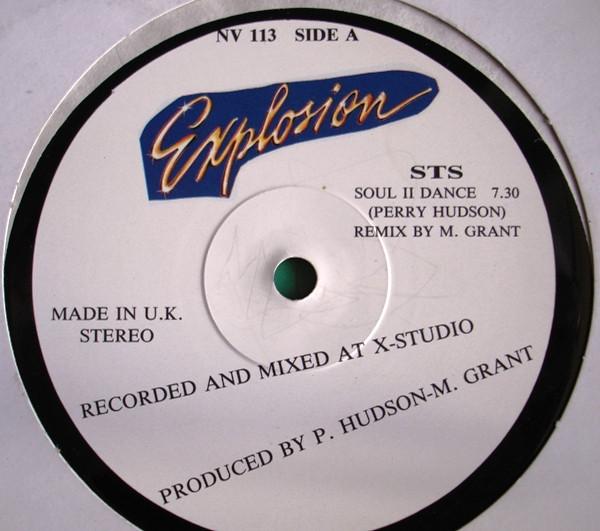 NV 113 SIDE A
Explosion
STS
SOUL II DANCE 7.30
(PERRY HUDSON)
REMIX BY M. GRANT
MADE IN U.K.
STEREO
RECORDED AND MIXED AT X-STUDIO
PRODUCED BY P. HUDSON-M. GRANT